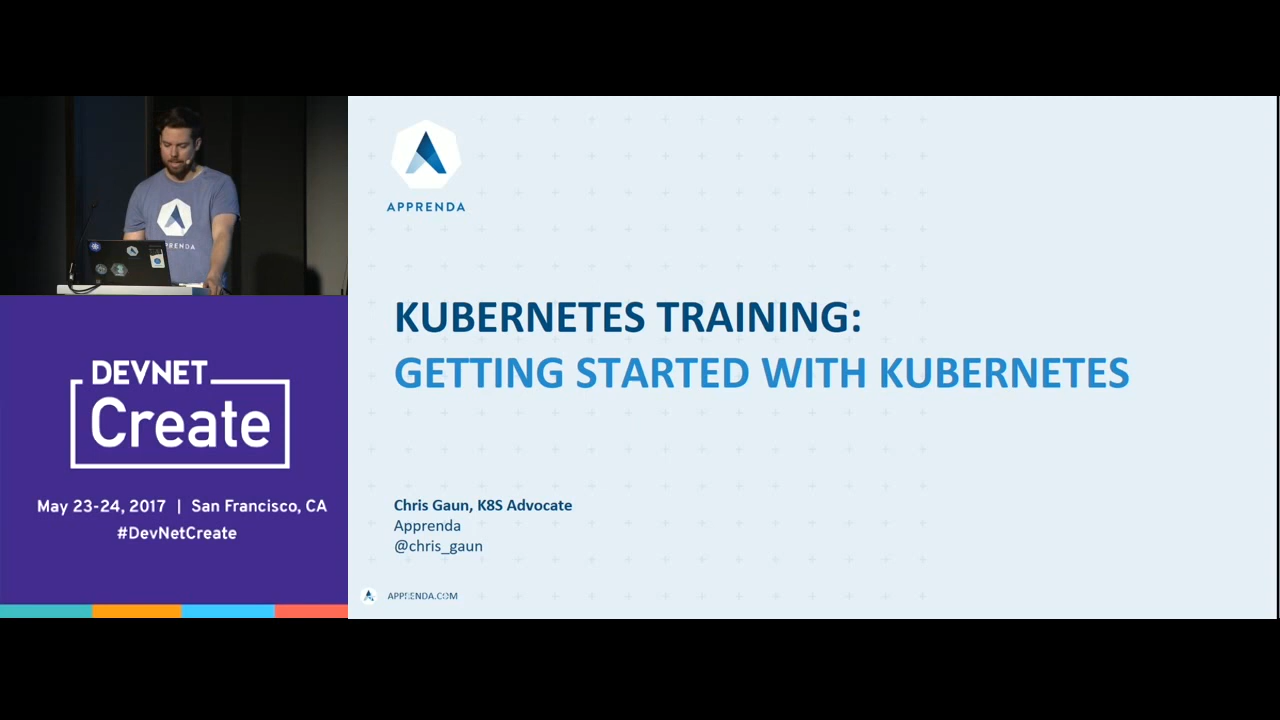 APPRENDA
KUBERNETES TRAINING:
GETTING STARTED WITH KUBERNETES
Chris Gaun, K8S Advocate
Apprenda
@chris_gaun
APPRENDA.COM
DEVNET
Create
May 23-24, 2017 | San Francisco, CA
#DevNetCreate